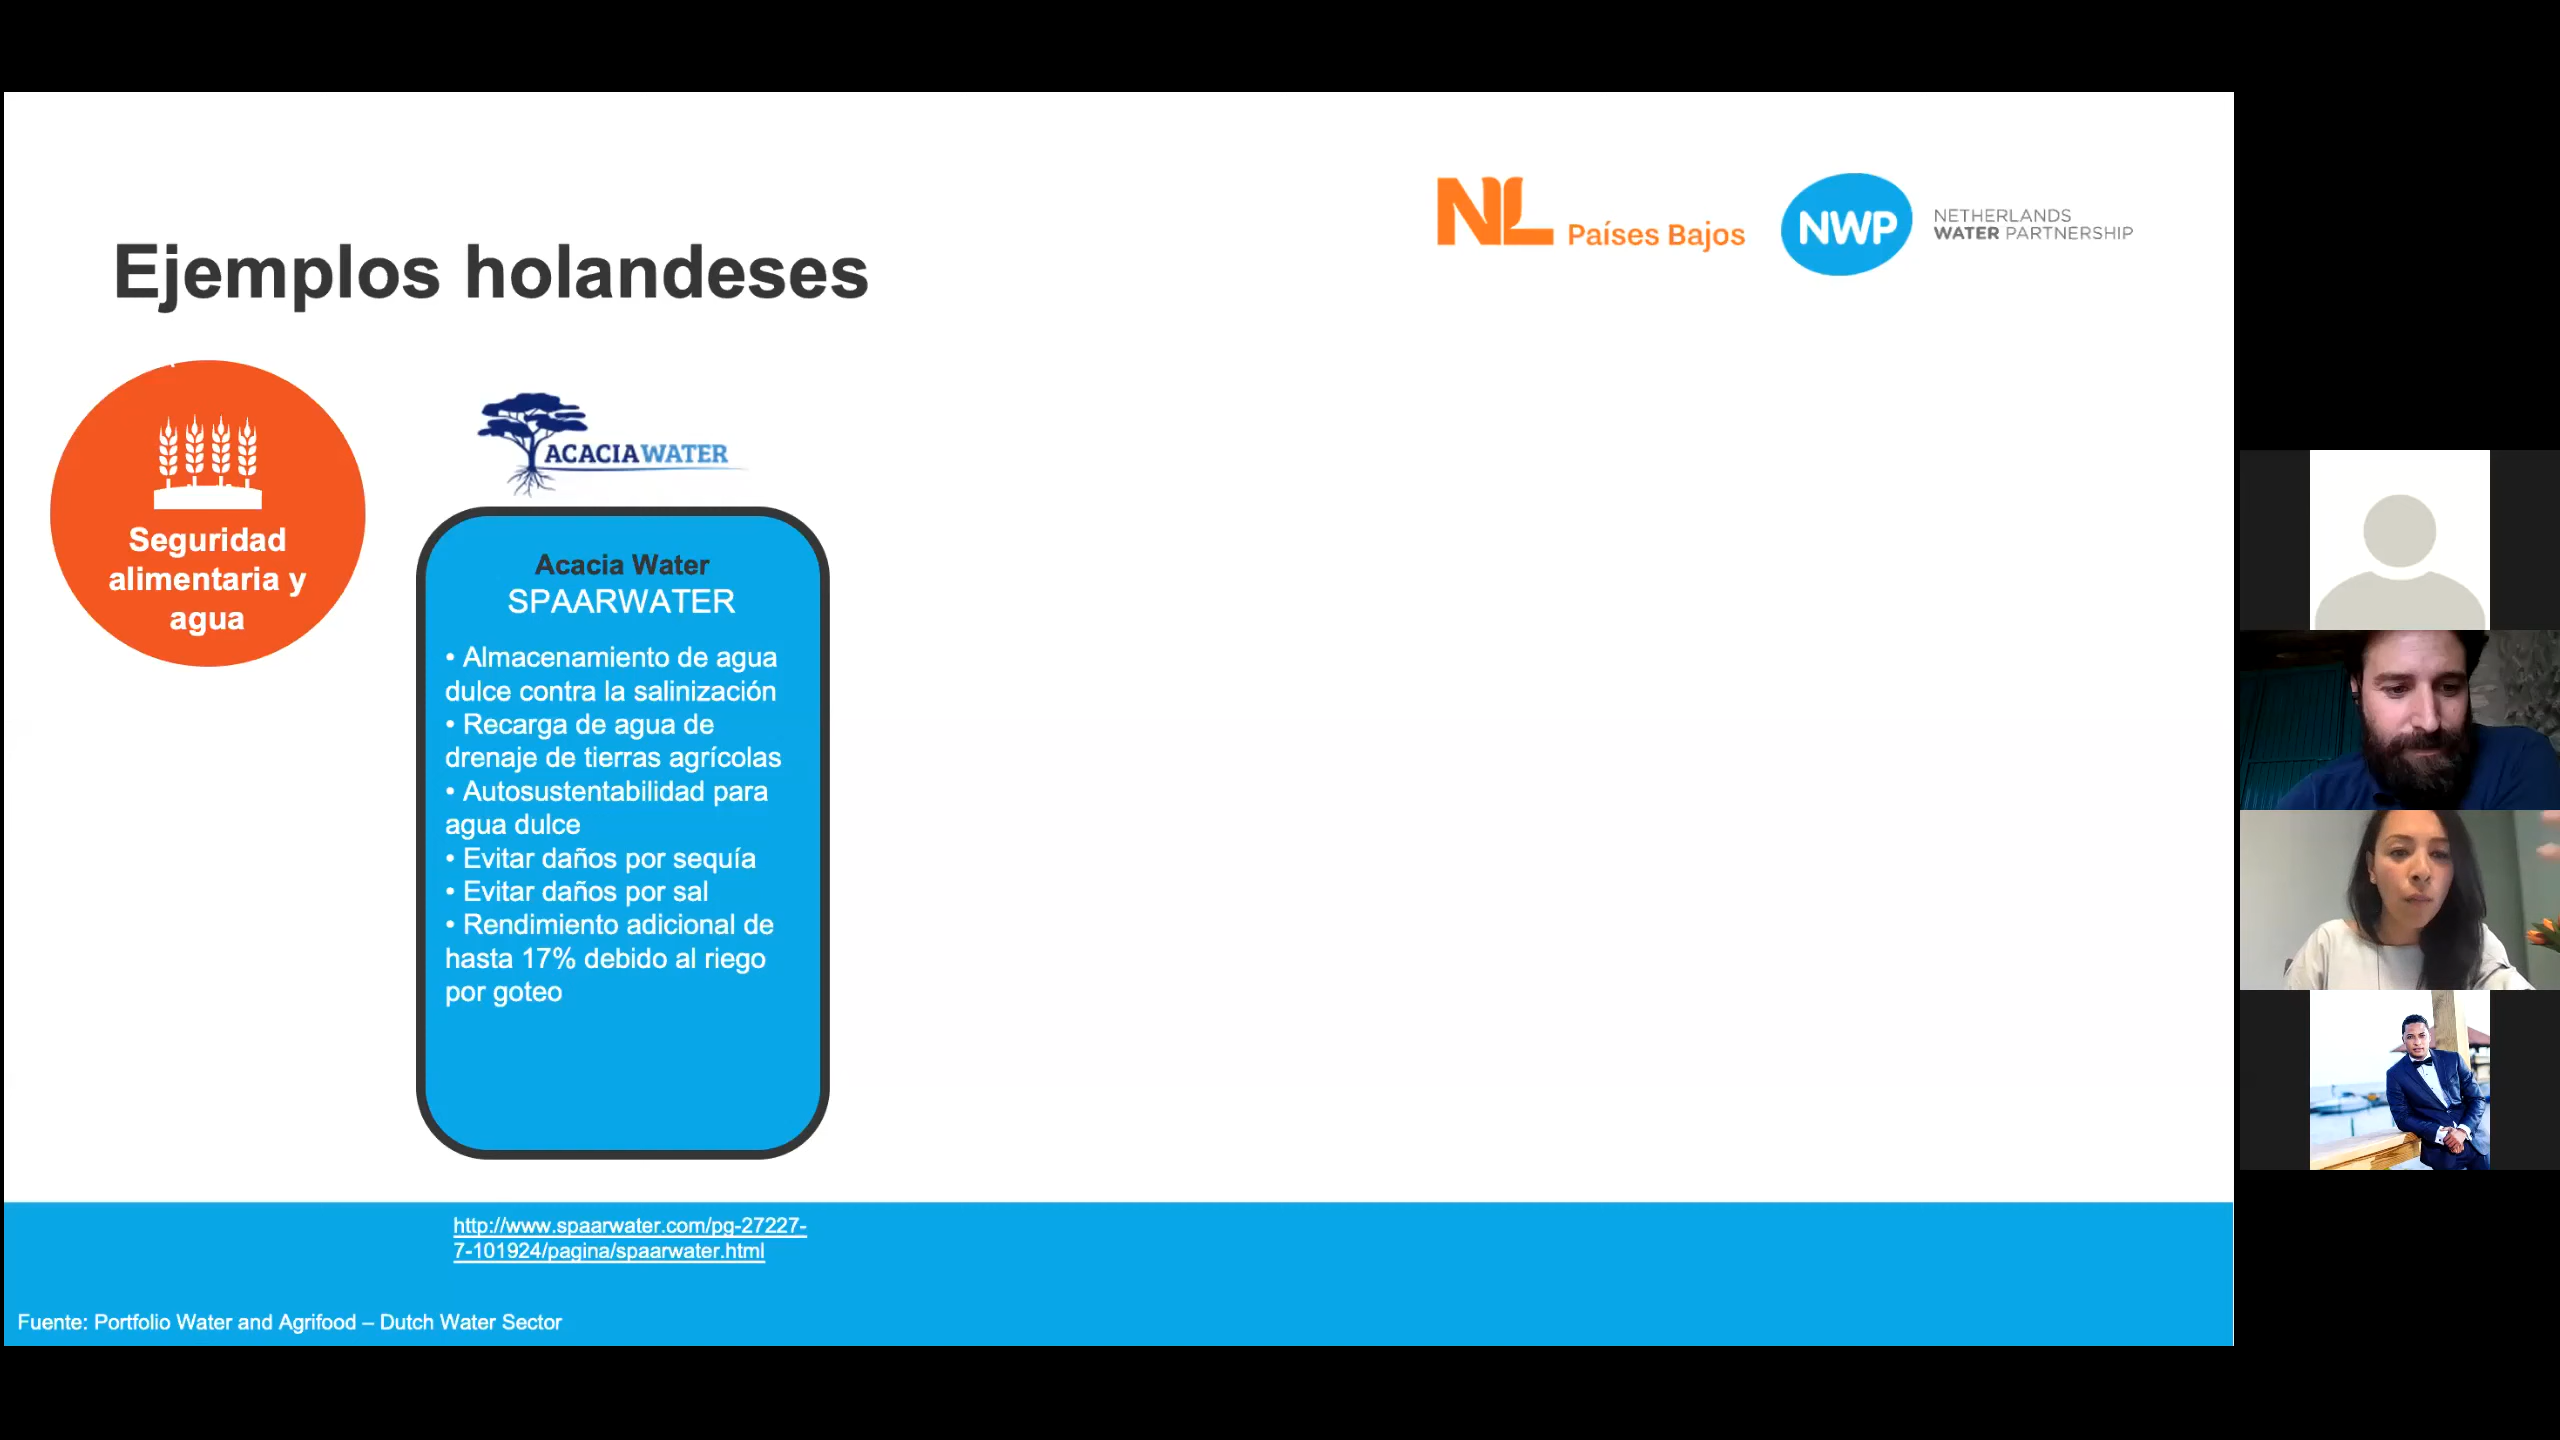 NL Países Bajos
NWP
NETHERLANDS
WATER PARTNERSHIP
Ejemplos holandeses
Seguridad
alimentaria y
agua
ACACIAWATER
Acacia Water
SPAARWATER
• Almacenamiento de agua
dulce contra la salinización
• Recarga de agua de
drenaje de tierras agrícolas
• Autosustentabilidad para
agua dulce
• Evitar daños por sequía
• Evitar daños por sal
• Rendimiento adicional de
hasta 17% debido al riego
por goteo
http://www.spaarwater.com/pg-27227-
7-101924/pagina/spaarwater.html
Fuente: Portfolio Water and Agrifood – Dutch Water Sector